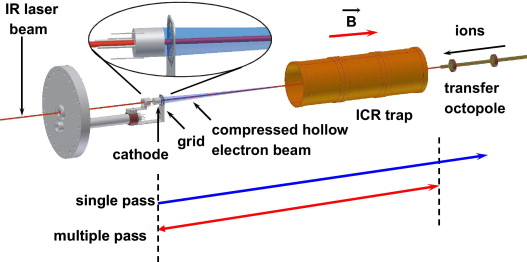 IR laser
beam
B
ions
transfer
octopole
ICR trap
compressed hollow
electron beam
grid
cathode
single pass
multiple pass